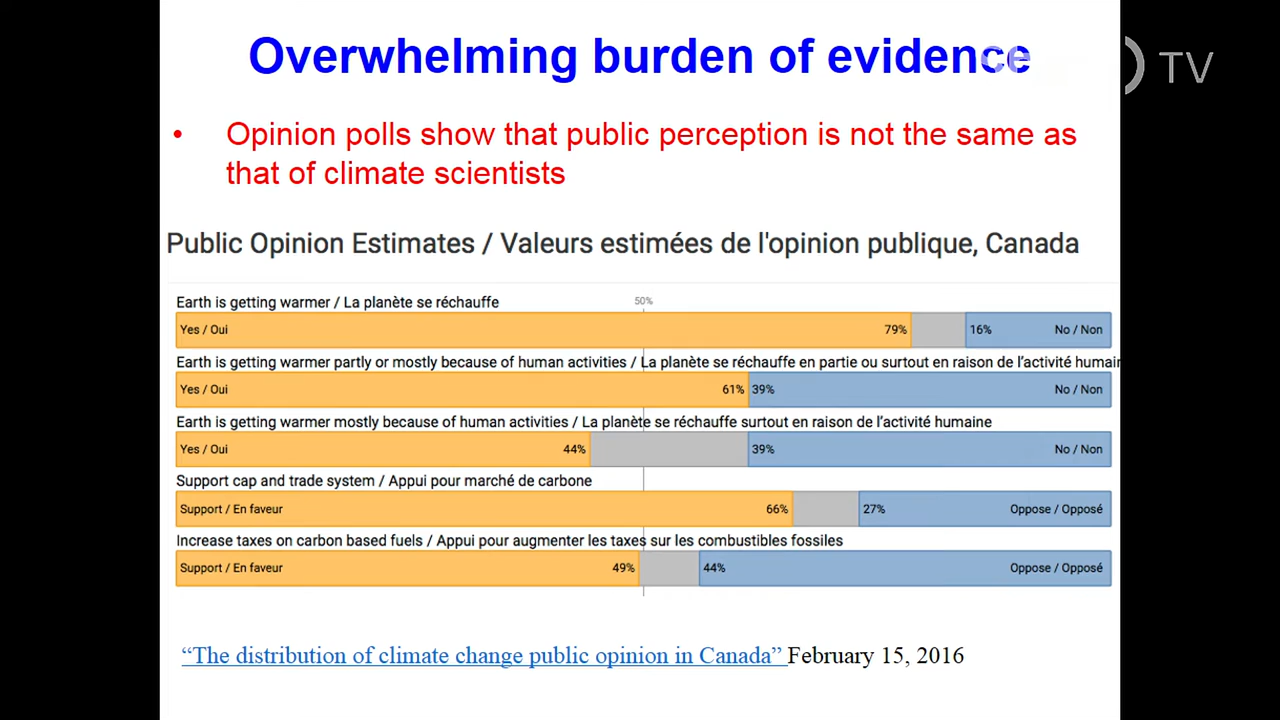 Overwhelming burden of evidence
TV
• Opinion polls show that public perception is not the same as
that of climate scientists
Public Opinion Estimates / Valeurs estimées de l'opinion publique, Canada
Earth is getting warmer / La planète se réchauffe
50%
Yes / Oui 79% 16% No / Non
Earth is getting warmer partly or mostly because of human activities / La planète se réchauffe en partie ou surtout en raison de l'activité humain
Yes / Oui 61% 39% No / Non
Earth is getting warmer mostly because of human activities / La planète se réchauffe surtout en raison de l'activité humaine
Yes / Oui 44% 39% No / Non
Support cap and trade system / Appui pour marché de carbone
Support / En faveur 66% 27% Oppose / Opposé
Increase taxes on carbon based fuels / Appui pour augmenter les taxes sur les combustibles fossiles
Support / En faveur 49% 44% Oppose / Opposé
“The distribution of climate change public opinion in Canada” February 15, 2016